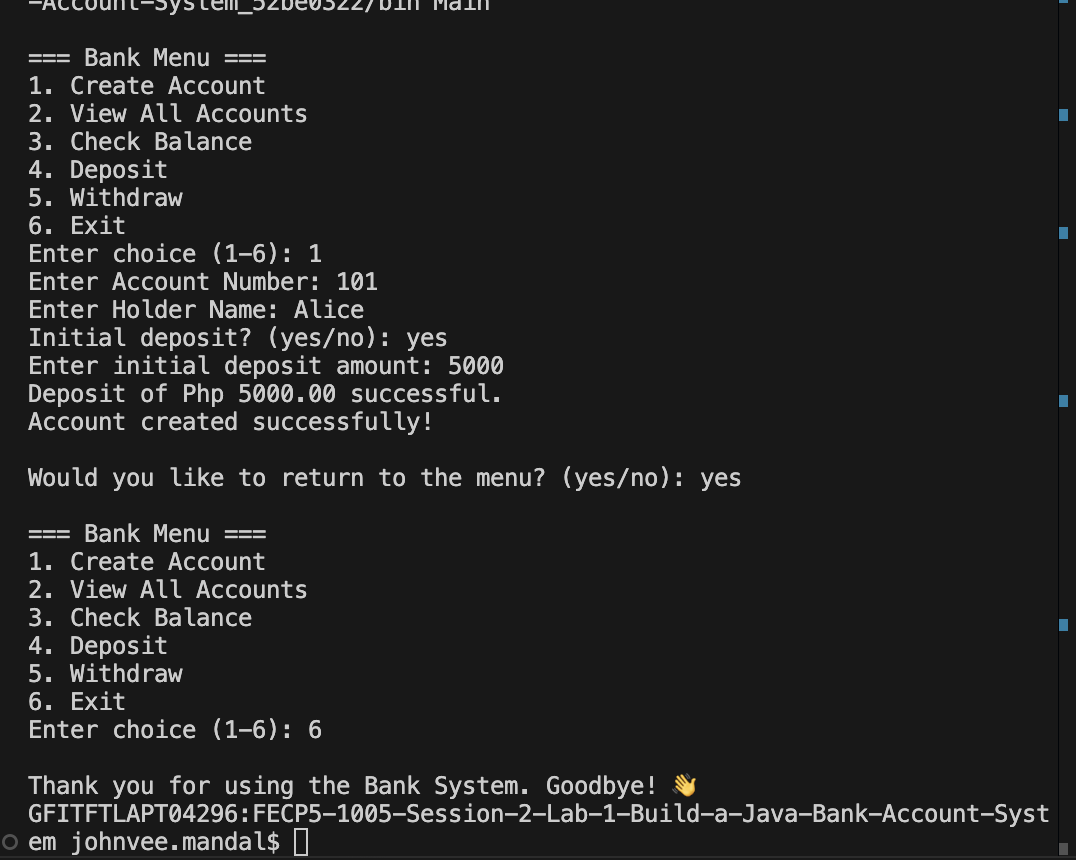 -Account-System_52be0322/bin Main
=== Bank Menu ===
1. Create Account
2. View All Accounts
3. Check Balance
4. Deposit
5. Withdraw
6. Exit
Enter choice (1-6): 1
Enter Account Number: 101
Enter Holder Name: Alice
Initial deposit? (yes/no): yes
Enter initial deposit amount: 5000
Deposit of Php 5000.00 successful.
Account created successfully!
Would you like to return to the menu? (yes/no): yes
=== Bank Menu ===
1. Create Account
2. View All Accounts
3. Check Balance
4. Deposit
5. Withdraw
6. Exit
Enter choice (1-6): 6
Thank you for using the Bank System. Goodbye! 👋
GFITFTLAPT04296:FECP5-1005-Session-2-Lab-1-Build-a-Java-Bank-Account-Syst
em johnvee.mandal$